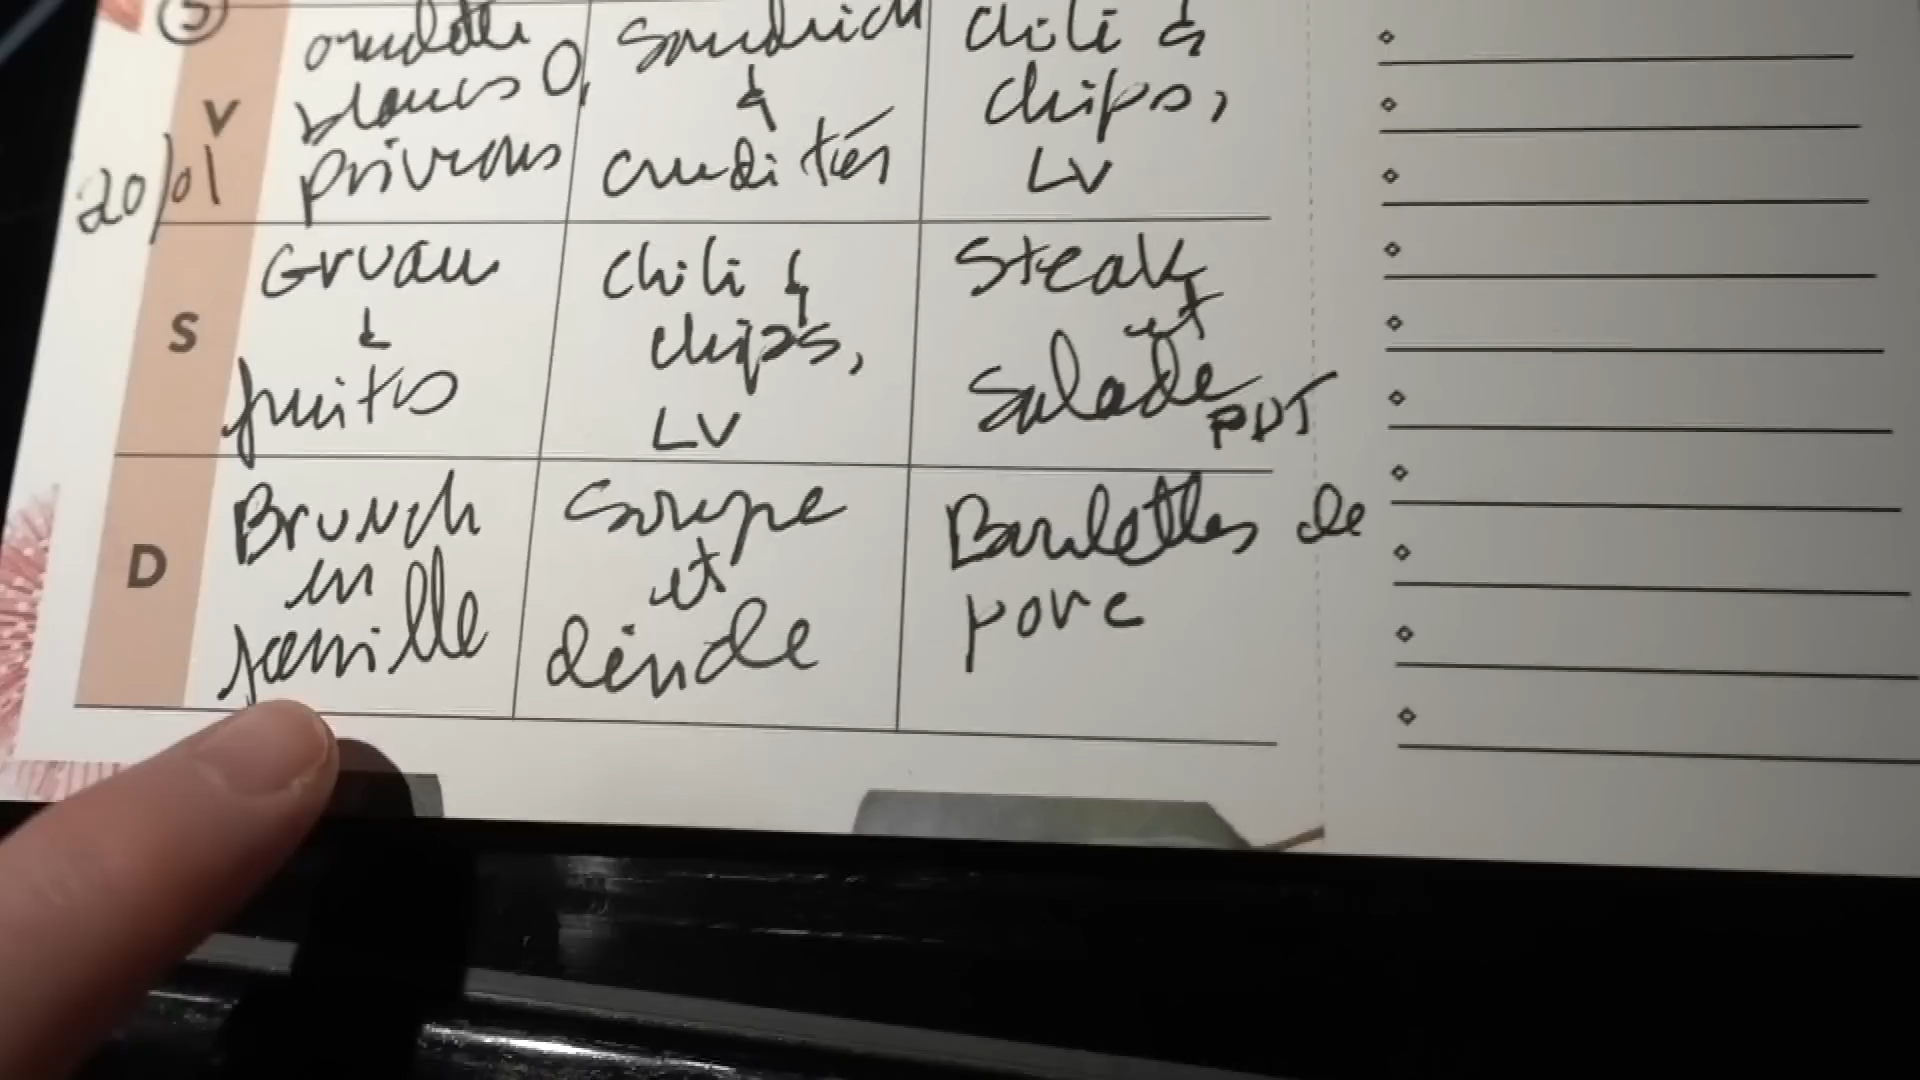 5
V
20/01
omelette
blancs O,
poivrons
Sandwich
&
crudités
Chili &
chips,
LV
S
Gruau
&
fruits
Chili &
chips,
LV
Steak
et
Salade
PDT
D
Brunch
en
famille
Soupe
et
dinde
Boulettes de
porc